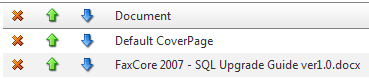 Document
Default CoverPage
FaxCore 2007 - SQL Upgrade Guide ver1.0.docx